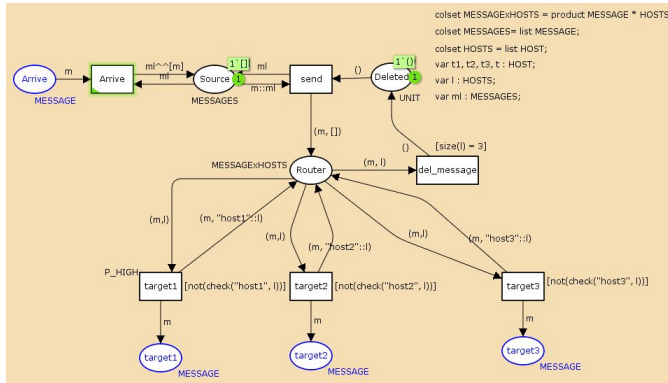 colset MESSAGExHOSTS = product MESSAGE * HOSTS
colset MESSAGES= list MESSAGE;
colset HOSTS = list HOST;
var t1, t2, t3, t : HOST;
var l : HOSTS;
var ml : MESSAGES;
Arrive
m
MESSAGE
Arrive
ml^^[m]
ml
Source
1`[]
1
MESSAGES
ml
m::ml
send
()
Deleted
1`()
1
UNIT
(m, [])
()
[size(l) = 3]
MESSAGExHOSTS
Router
(m, l)
del_message
(m,l)
(m, "host1"::l)
(m,l)
(m, "host2"::l)
(m,l)
(m, "host3"::l)
P_HIGH
target1
[not(check("host1", l))]
target2
[not(check("host2", l))]
target3
[not(check("host3", l))]
m
m
m
target1
MESSAGE
target2
MESSAGE
target3
MESSAGE